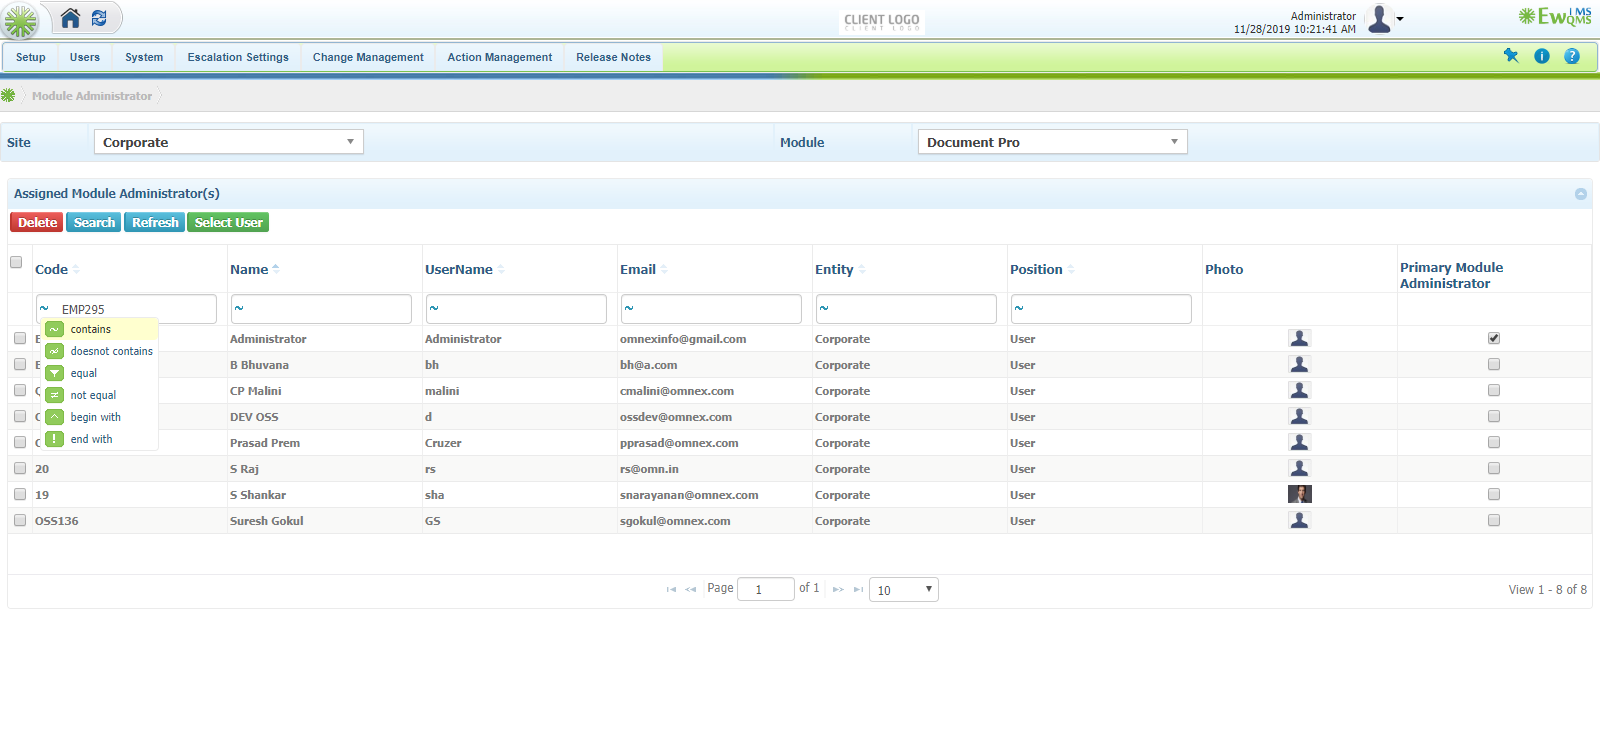 CLIENT LOGO
CLIENT LOGO
Administrator
11/28/2019 10:21:41 AM
EwIMS
QMS
Setup Users System Escalation Settings Change Management Action Management Release Notes
Module Administrator
Site Corporate Module Document Pro
Assigned Module Administrator(s)
Delete Search Refresh Select User
Code Name UserName Email Entity Position Photo Primary Module Administrator
~ EMP295 ~ ~ ~ ~ ~
contains
doesnot contains
equal
not equal
begin with
end with
Administrator Administrator omnexinfo@gmail.com Corporate User
B Bhuvana bh bh@a.com Corporate User
CP Malini malini cmalini@omnex.com Corporate User
DEV OSS d ossdev@omnex.com Corporate User
Prasad Prem Cruzer pprasad@omnex.com Corporate User
20 S Raj rs rs@omn.in Corporate User
19 S Shankar sha snarayanan@omnex.com Corporate User
OSS136 Suresh Gokul GS sgokul@omnex.com Corporate User
Page 1 of 1 10 View 1 - 8 of 8